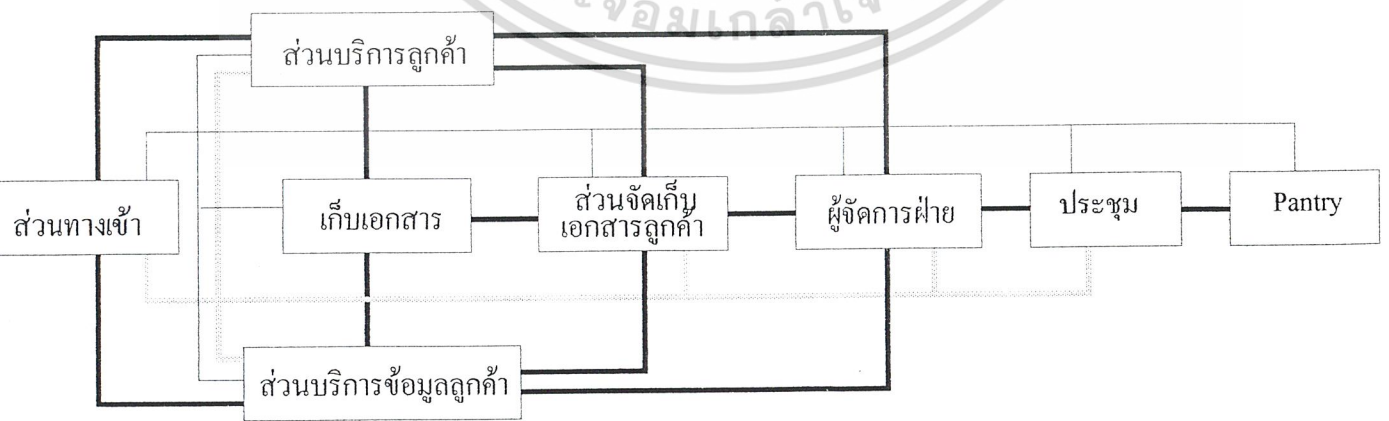 ส่วนบริการลูกค้า
ส่วนทางเข้า
เก็บเอกสาร
ส่วนจัดเก็บ
เอกสารลูกค้า
ผู้จัดการฝ่าย
ประชุม
Pantry
ส่วนบริการข้อมูลลูกค้า